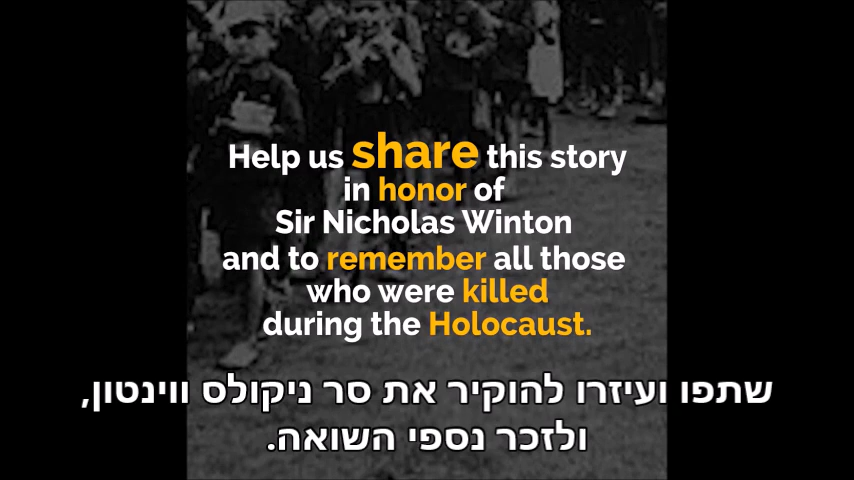 Help us share this story
in honor of
Sir Nicholas Winton
and to remember all those
who were killed
during the Holocaust.
שתפו ועיזרו להוקיר את סר ניקולס ווינטון,
ולזכר נספי השואה.